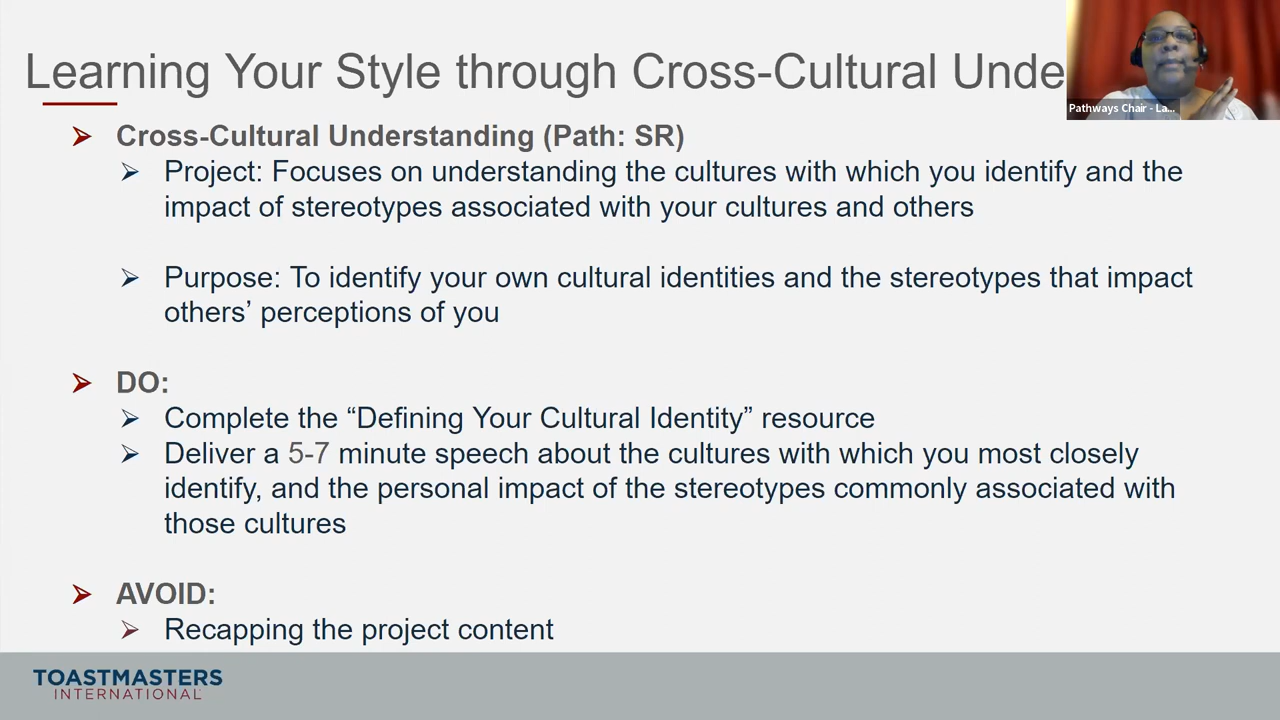 Learning Your Style through Cross-Cultural Unde
Pathways Chair - La...
Cross-Cultural Understanding (Path: SR)
Project: Focuses on understanding the cultures with which you identify and the
impact of stereotypes associated with your cultures and others
Purpose: To identify your own cultural identities and the stereotypes that impact
others’ perceptions of you
DO:
Complete the “Defining Your Cultural Identity” resource
Deliver a 5-7 minute speech about the cultures with which you most closely
identify, and the personal impact of the stereotypes commonly associated with
those cultures
AVOID:
Recapping the project content
TOASTMASTERS
INTERNATIONAL